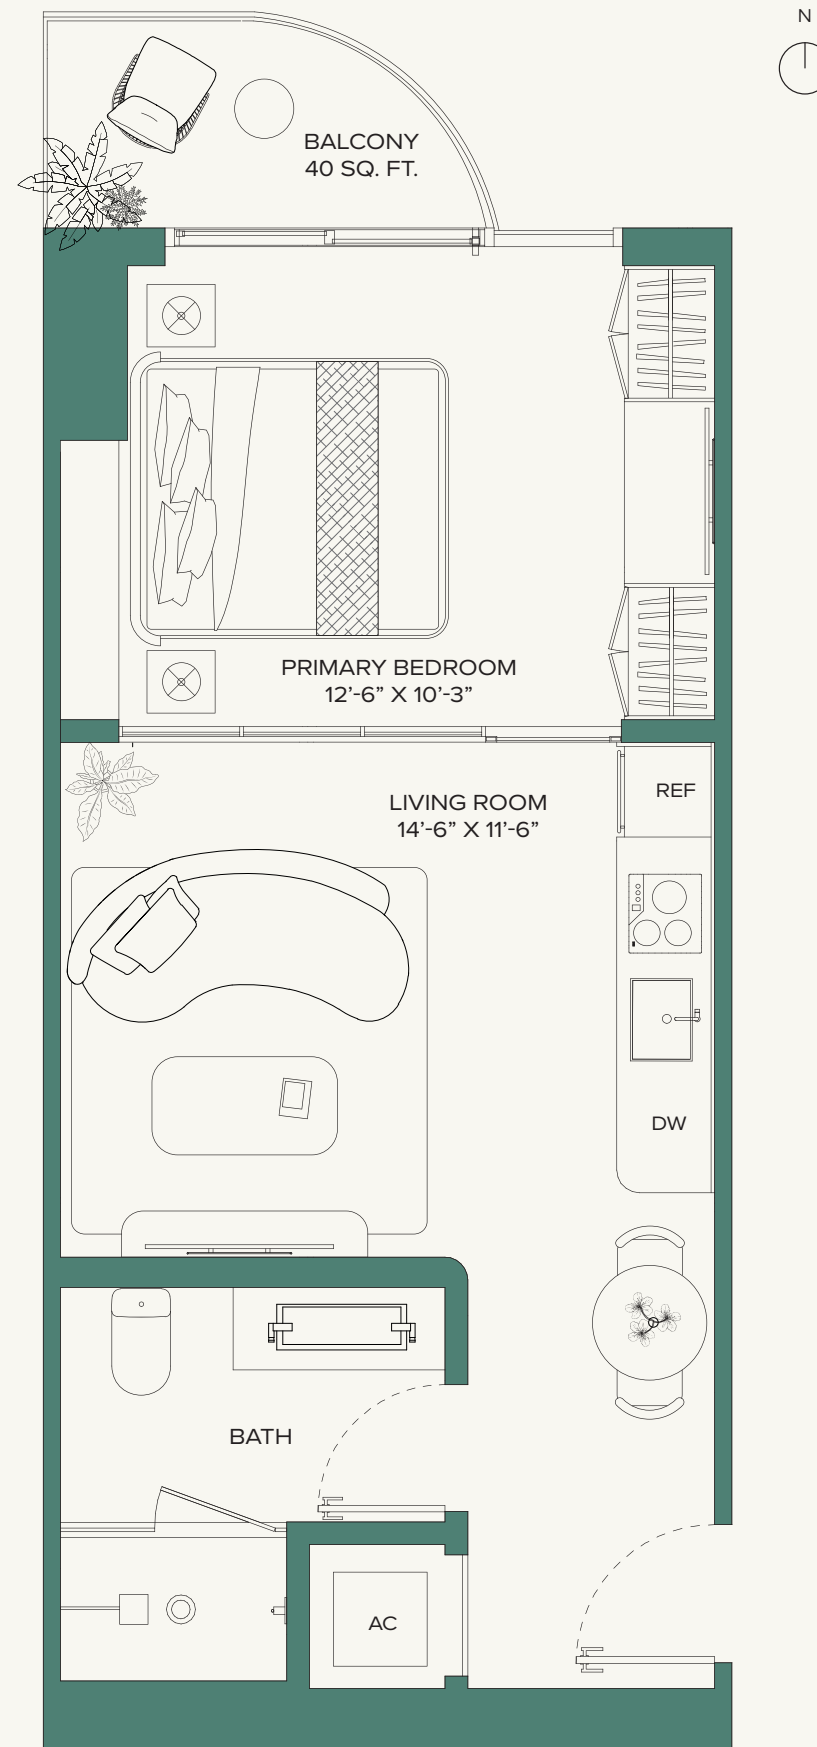 N
BALCONY
40 SQ. FT.
PRIMARY BEDROOM
12’-6” X 10’-3”
LIVING ROOM
14’-6” X 11’-6”
REF
DW
BATH
AC